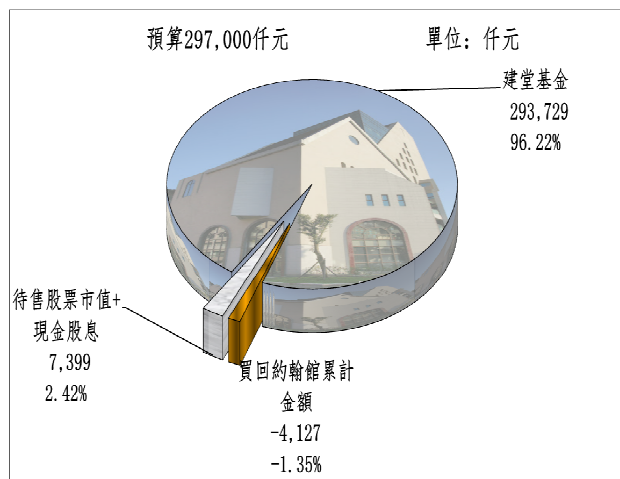 預算297,000仟元
單位: 仟元
建堂基金
293,729
96.22%
待售股票市值+
現金股息
7,399
2.42%
買回約翰館累計
金額
-4,127
-1.35%